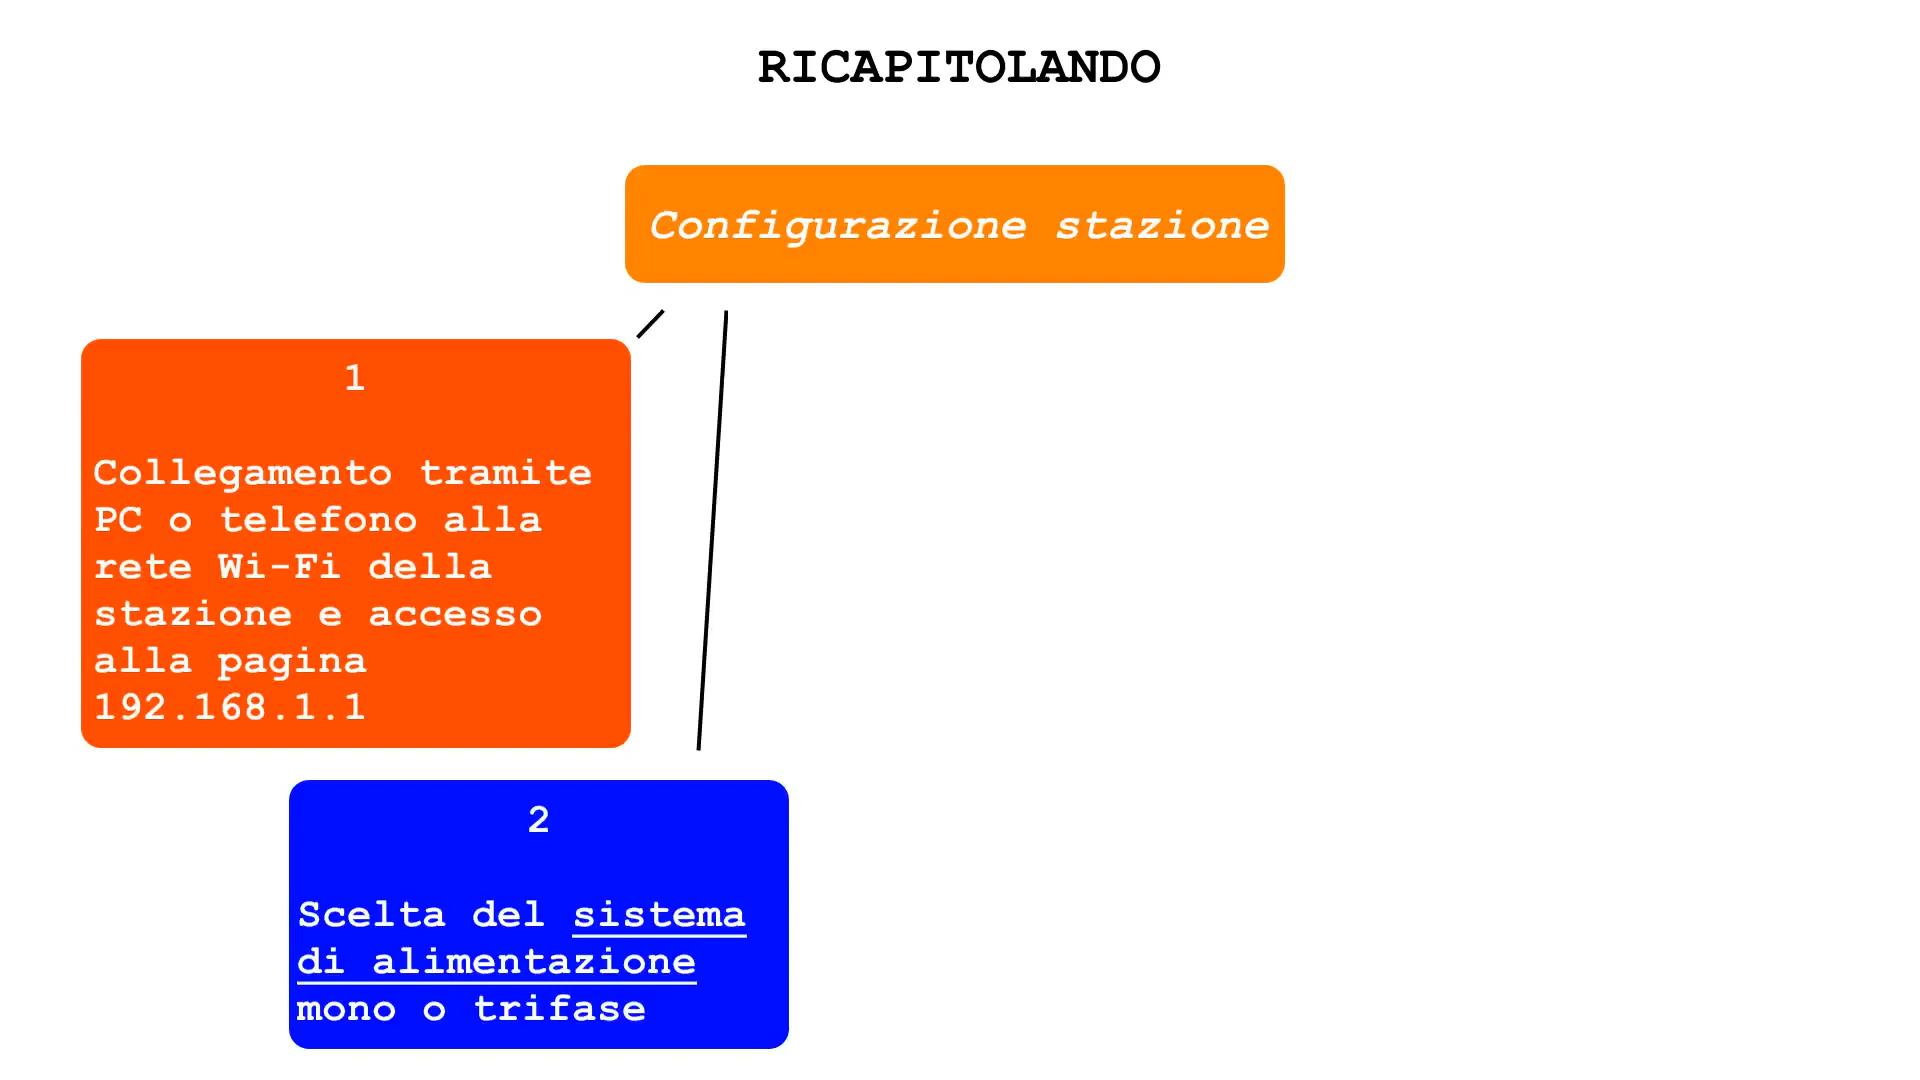 RICAPITOLANDO
Configurazione stazione
1
Collegamento tramite
PC o telefono alla
rete Wi-Fi della
stazione e accesso
alla pagina
192.168.1.1
2
Scelta del sistema
di alimentazione
mono o trifase